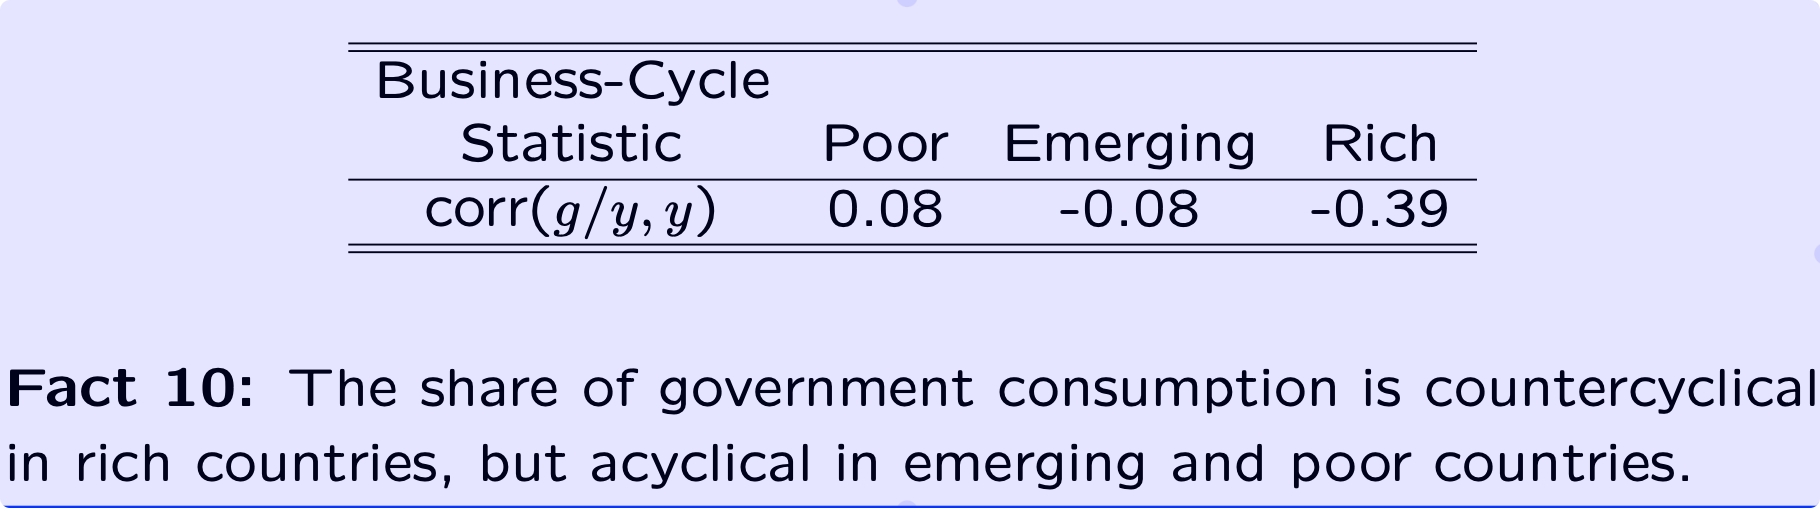 Business-Cycle
Statistic Poor Emerging Rich
corr(g/y, y) 0.08 -0.08 -0.39
Fact 10: The share of government consumption is countercyclical
in rich countries, but acyclical in emerging and poor countries.